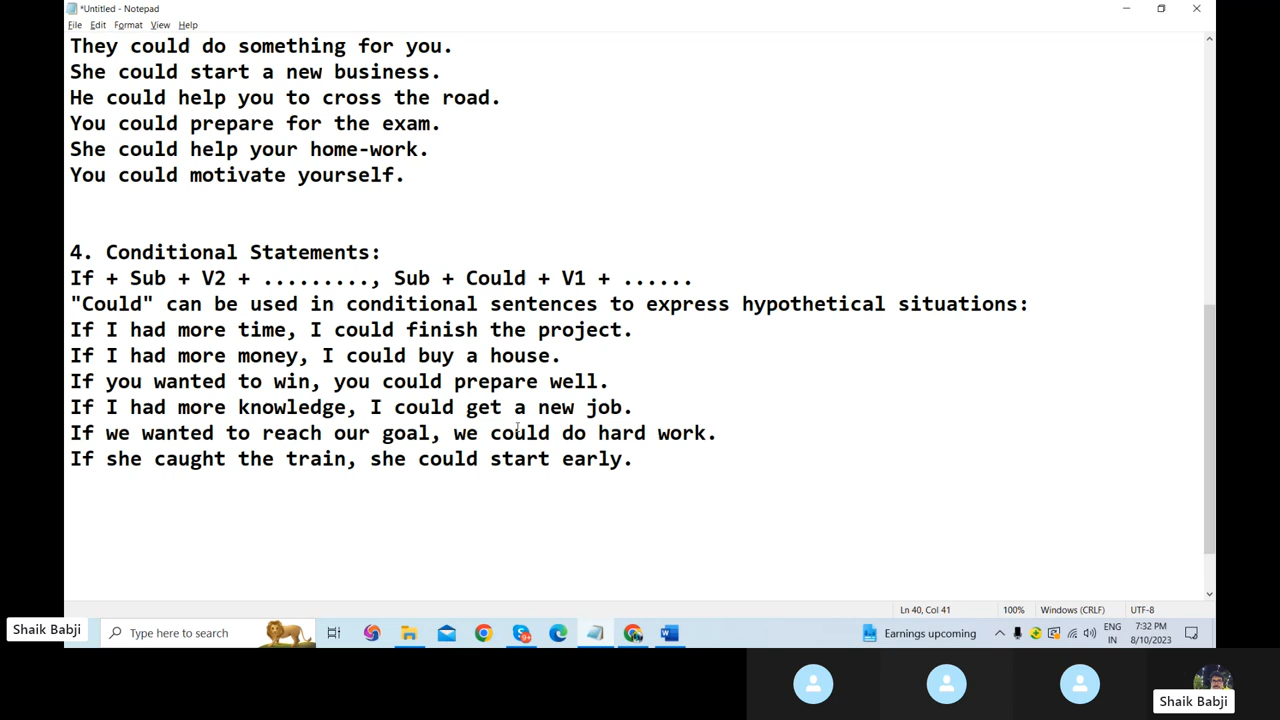 *Untitled - Notepad
File Edit Format View Help
They could do something for you.
She could start a new business.
He could help you to cross the road.
You could prepare for the exam.
She could help your home-work.
You could motivate yourself.
4. Conditional Statements:
If + Sub + V2 + ........., Sub + Could + V1 + ......
"Could" can be used in conditional sentences to express hypothetical situations:
If I had more time, I could finish the project.
If I had more money, I could buy a house.
If you wanted to win, you could prepare well.
If I had more knowledge, I could get a new job.
If we wanted to reach our goal, we could do hard work.
If she caught the train, she could start early.
Ln 40, Col 41 100% Windows (CRLF) UTF-8
Shaik Babji
Type here to search
Earnings upcoming
ENG
IN
7:32 PM
8/10/2023
Shaik Babji